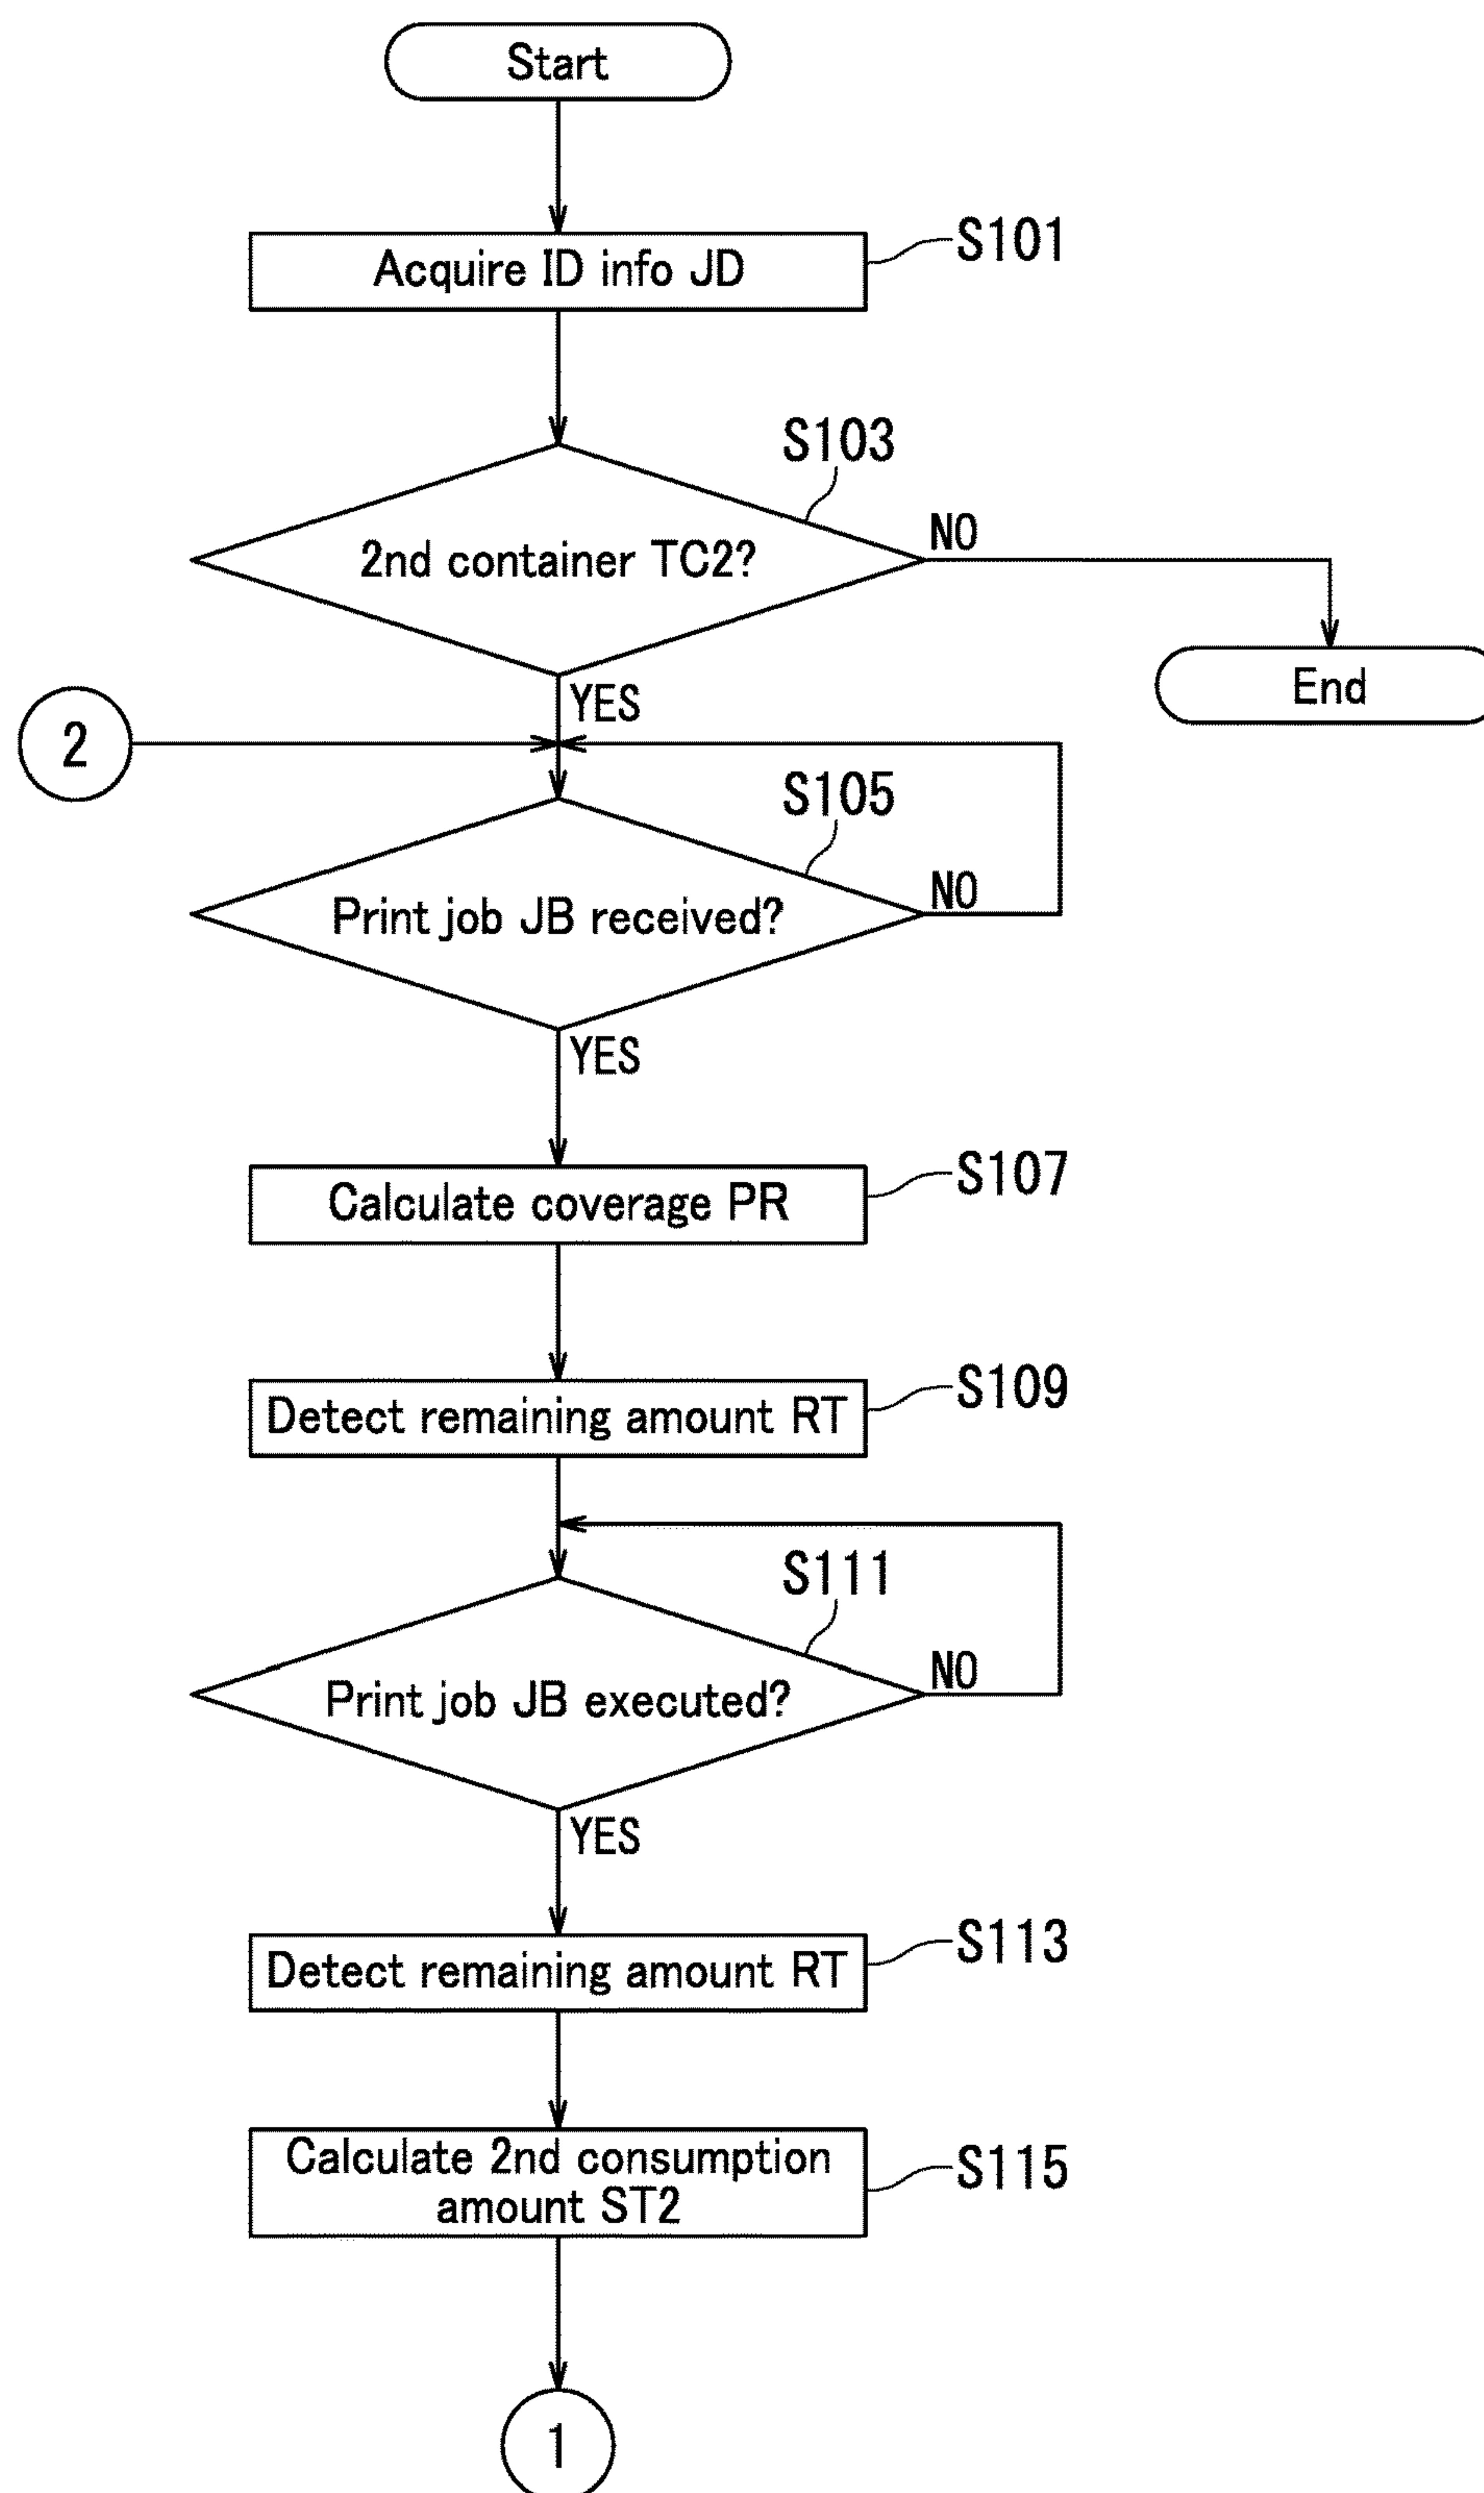 Start
Acquire ID info JD
S101
S103
2nd container TC2?
NO
End
YES
2
S105
Print job JB received?
NO
YES
Calculate coverage PR
S107
Detect remaining amount RT
S109
S111
Print job JB executed?
NO
YES
Detect remaining amount RT
S113
Calculate 2nd consumption
amount ST2
S115
1